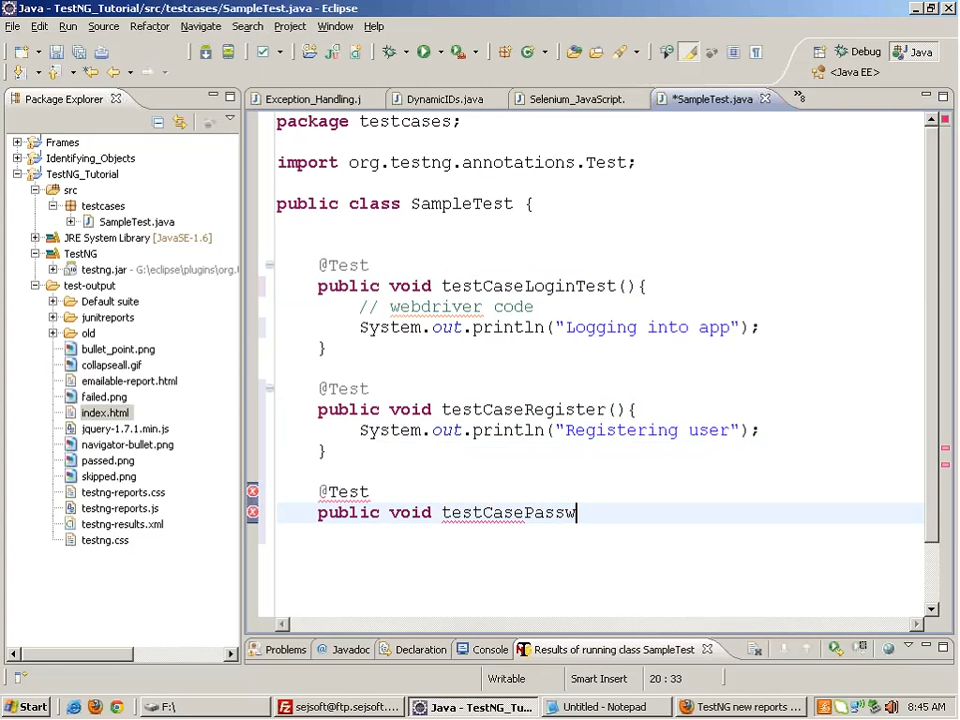 Java - TestNG_Tutorial/src/testcases/SampleTest.java - Eclipse
File Edit Run Source Refactor Navigate Search Project Window Help
Debug Java
<Java EE>
Package Explorer
Exception_Handling.j DynamicIDs.java Selenium_JavaScript. *SampleTest.java »8
Frames
Identifying_Objects
TestNG_Tutorial
src
testcases
SampleTest.java
JRE System Library [JavaSE-1.6]
TestNG
testng.jar - G:\eclipse\plugins\org.
test-output
Default suite
junitreports
old
bullet_point.png
collapseall.gif
emailable-report.html
failed.png
index.html
jquery-1.7.1.min.js
navigator-bullet.png
passed.png
skipped.png
testng-reports.css
testng-reports.js
testng-results.xml
testng.css
package testcases;
import org.testng.annotations.Test;
public class SampleTest {
@Test
public void testCaseLoginTest(){
// webdriver code
System.out.println("Logging into app");
}
@Test
public void testCaseRegister(){
System.out.println("Registering user");
}
@Test
public void testCasePassw
Problems Javadoc Declaration Console Results of running class SampleTest
Writable Smart Insert 20 : 33
Start F:\ sejsoft@ftp.sejsoft.... Java - TestNG_Tu... Untitled - Notepad TestNG new reports ... 8:45 AM